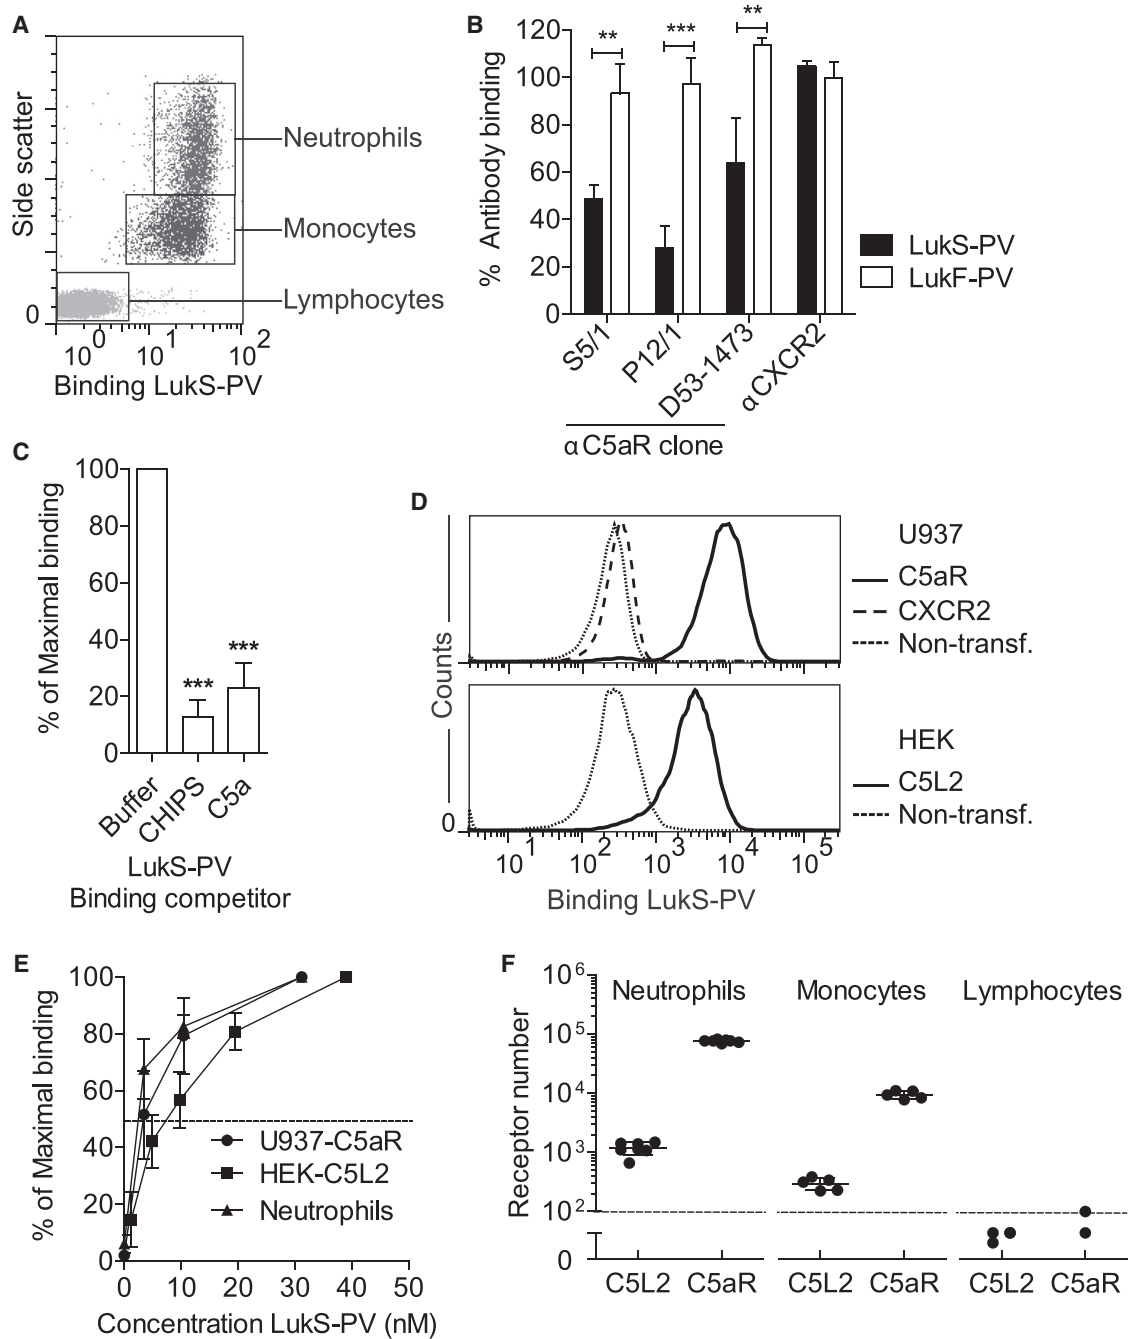 A
Side scatter
0
10^0
10^1
10^2
Binding LukS-PV
Neutrophils
Monocytes
Lymphocytes
B
% Antibody binding
120
100
80
60
40
20
0
**
***
**
S5/1
P12/1
D53-1473
αCXCR2
αC5aR clone
LukS-PV
LukF-PV
C
% of Maximal binding
100
80
60
40
20
0
***
***
Buffer
CHIPS
C5a
LukS-PV
Binding competitor
D
Counts
0
U937
C5aR
CXCR2
Non-transf.
HEK
C5L2
Non-transf.
10^1
10^2
10^3
10^4
10^5
Binding LukS-PV
E
% of Maximal binding
100
80
60
40
20
0
U937-C5aR
HEK-C5L2
Neutrophils
0 10 20 30 40 50
Concentration LukS-PV (nM)
F
Receptor number
10^6
10^5
10^4
10^3
10^2
0
Neutrophils Monocytes Lymphocytes
C5L2 C5aR C5L2 C5aR C5L2 C5aR